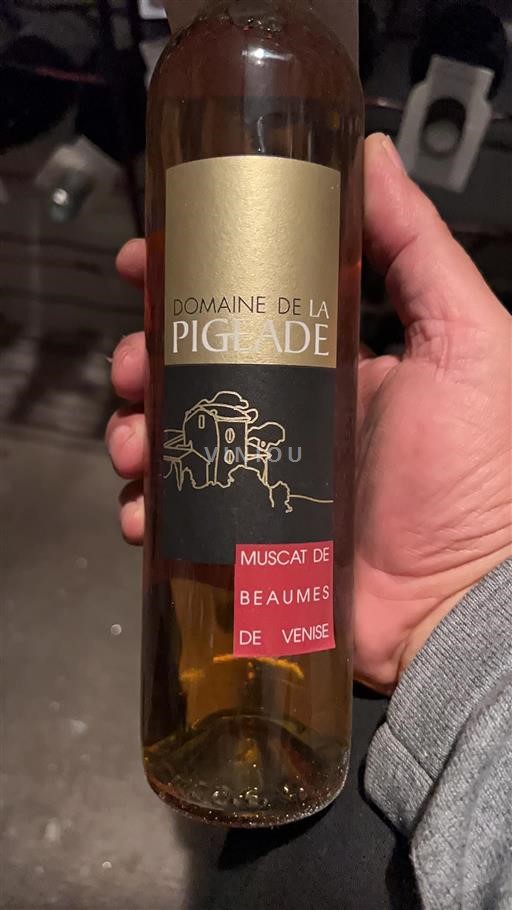 DOMAINE DE LA
PIGEADE
VINIOU
MUSCAT DE
BEAUMES
DE VENISE